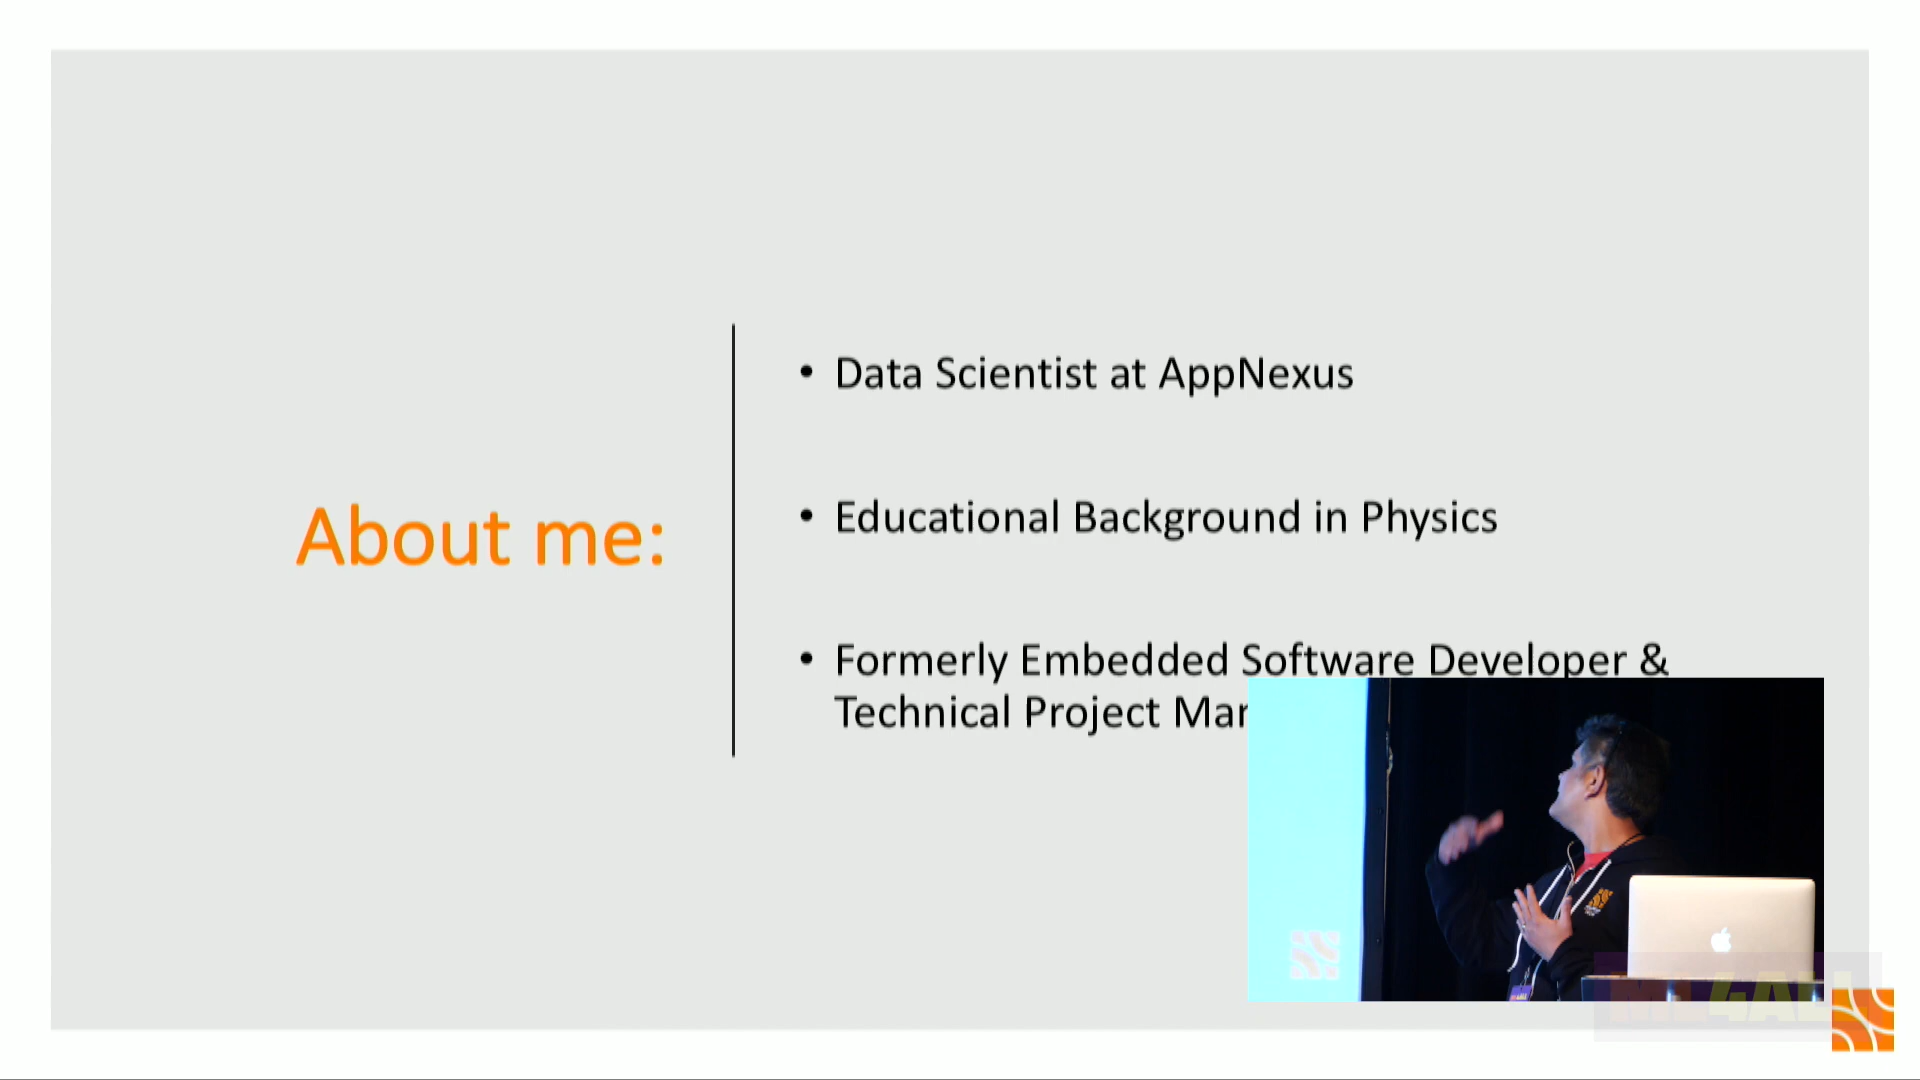 About me:
• Data Scientist at AppNexus
• Educational Background in Physics
• Formerly Embedded Software Developer &
Technical Project